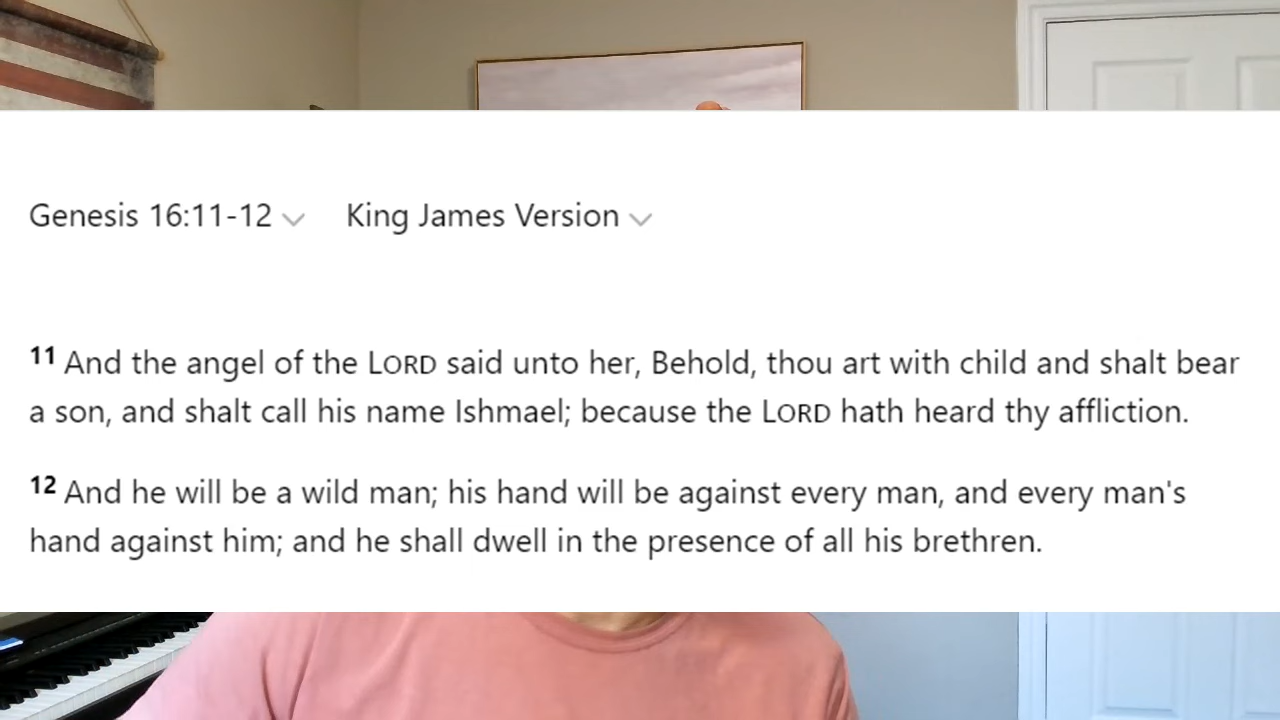 Genesis 16:11-12 King James Version
11 And the angel of the LORD said unto her, Behold, thou art with child and shalt bear
a son, and shalt call his name Ishmael; because the LORD hath heard thy affliction.
12 And he will be a wild man; his hand will be against every man, and every man's
hand against him; and he shall dwell in the presence of all his brethren.